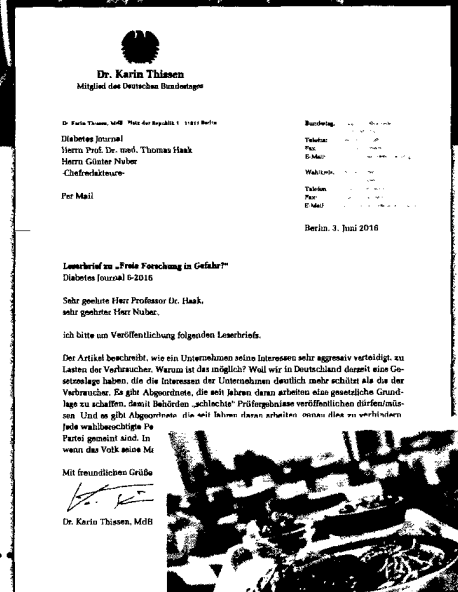 Dr. Karin Thissen
Mitglied des Deutschen Bundestages
Dr. Karin Thissen, MdB Platz der Republik 1 11011 Berlin
Bundestag
Diabetes Journal
Herrn Prof. Dr. med. Thomas Haak
Herrn Günter Nuber
-Chefredakteure-
Telefon
Fax
E-Mail
Wahlkreis
Per Mail
Telefon
Fax
E-Mail
Berlin, 3. Juni 2016
Leserbrief zu „Freie Forschung in Gefahr?"
Diabetes Journal 6-2016
Sehr geehrte Herr Professor Dr. Haak,
sehr geehrter Herr Nuber,
ich bitte um Veröffentlichung folgenden Leserbriefs.
Der Artikel beschreibt, wie ein Unternehmen seine Interessen sehr aggressiv verteidigt, zu
Lasten der Verbraucher. Warum ist das möglich? Weil wir in Deutschland derzeit eine Ge-
setzeslage haben, die die Interessen der Unternehmen deutlich mehr schützt als die der
Verbraucher. Es gibt Abgeordnete, die seit Jahren daran arbeiten eine gesetzliche Grund-
lage zu schaffen, damit Behörden „schlechte" Prüfergebnisse veröffentlichen dürfen/müs-
sen. Und es gibt Abgeordnete, die seit Jahren daran arbeiten, genau dies zu verhindern.
Jede wahlberechtigte Pe
Partei gemeint sind. In
wenn das Volk seine
Mit freundlichen Grüße
Dr. Karin Thissen, MdB